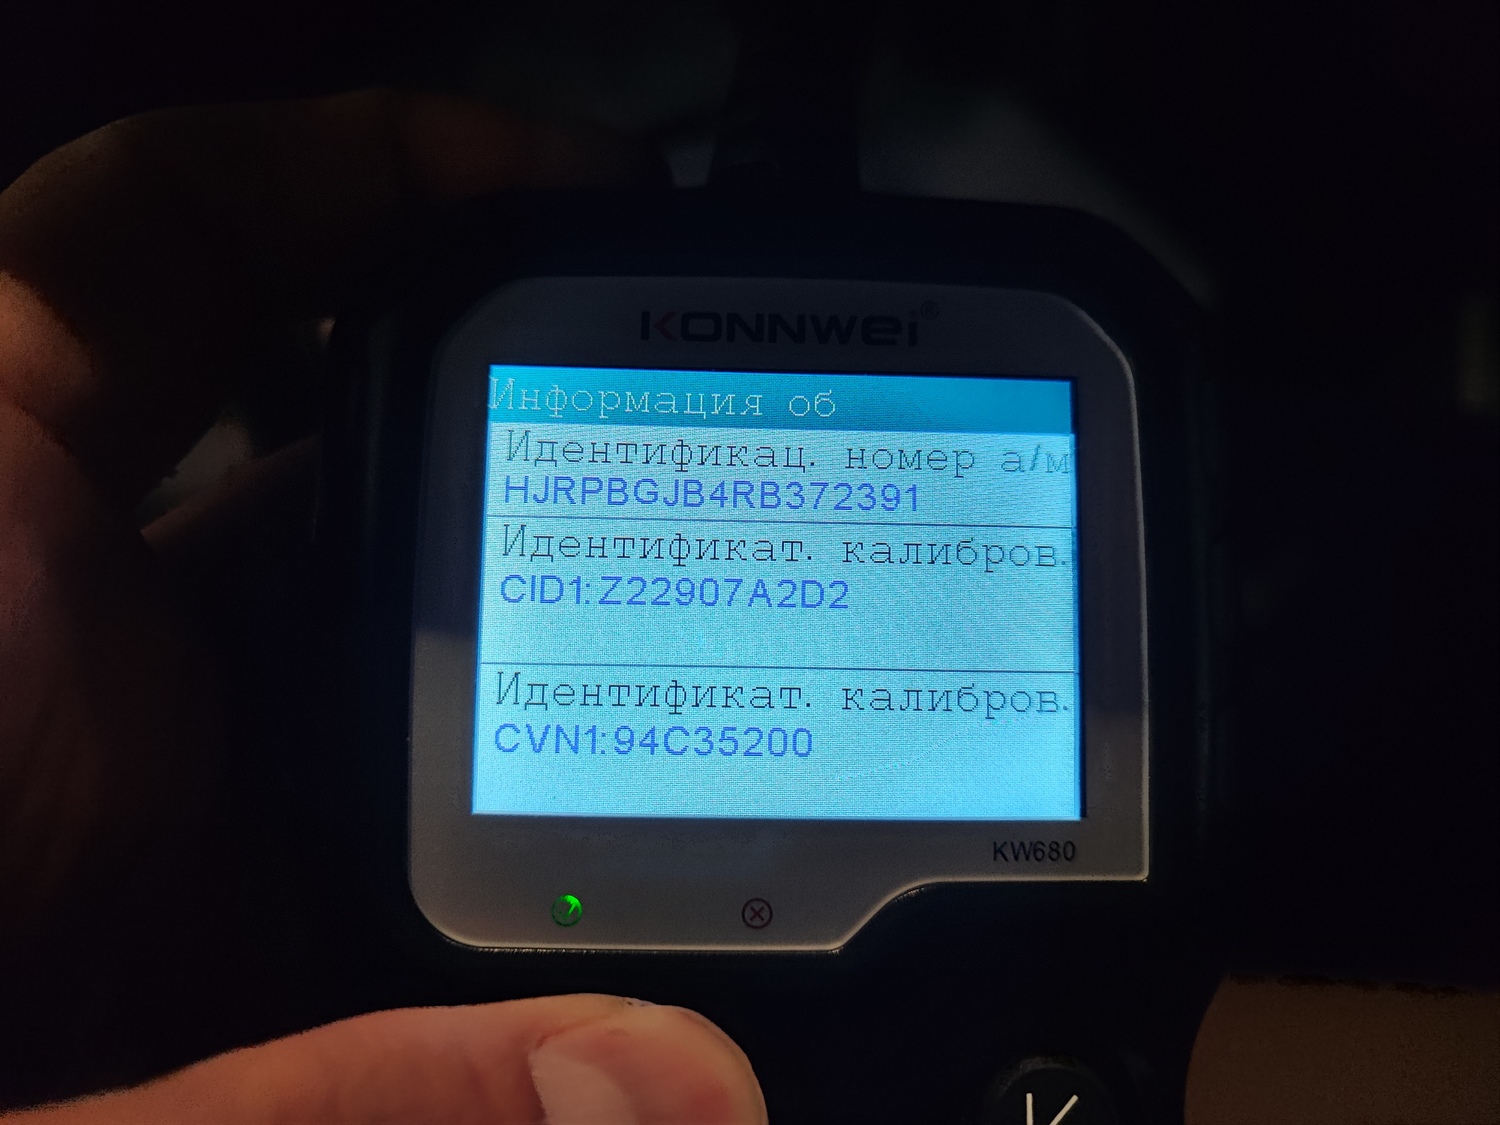 KONNWEI®
Информация об
Идентификац. номер а/м
HJRPBGJB4RB372391
Идентификат. калибров.
CID1:Z22907A2D2
Идентификат. калибров.
CVN1:94C35200
KW680